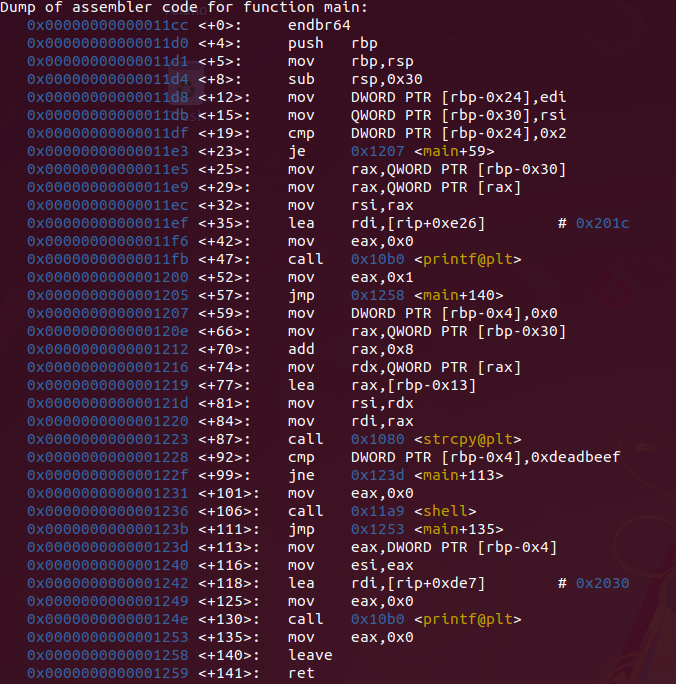 Dump of assembler code for function main:
0x00000000000011cc <+0>: endbr64
0x00000000000011d0 <+4>: push rbp
0x00000000000011d1 <+5>: mov rbp,rsp
0x00000000000011d4 <+8>: sub rsp,0x30
0x00000000000011d8 <+12>: mov DWORD PTR [rbp-0x24],edi
0x00000000000011db <+15>: mov QWORD PTR [rbp-0x30],rsi
0x00000000000011df <+19>: cmp DWORD PTR [rbp-0x24],0x2
0x00000000000011e3 <+23>: je 0x1207 <main+59>
0x00000000000011e5 <+25>: mov rax,QWORD PTR [rbp-0x30]
0x00000000000011e9 <+29>: mov rax,QWORD PTR [rax]
0x00000000000011ec <+32>: mov rsi,rax
0x00000000000011ef <+35>: lea rdi,[rip+0xe26] # 0x201c
0x00000000000011f6 <+42>: mov eax,0x0
0x00000000000011fb <+47>: call 0x10b0 <printf@plt>
0x0000000000001200 <+52>: mov eax,0x1
0x0000000000001205 <+57>: jmp 0x1258 <main+140>
0x0000000000001207 <+59>: mov DWORD PTR [rbp-0x4],0x0
0x000000000000120e <+66>: mov rax,QWORD PTR [rbp-0x30]
0x0000000000001212 <+70>: add rax,0x8
0x0000000000001216 <+74>: mov rdx,QWORD PTR [rax]
0x0000000000001219 <+77>: lea rax,[rbp-0x13]
0x000000000000121d <+81>: mov rsi,rdx
0x0000000000001220 <+84>: mov rdi,rax
0x0000000000001223 <+87>: call 0x1080 <strcpy@plt>
0x0000000000001228 <+92>: cmp DWORD PTR [rbp-0x4],0xdeadbeef
0x000000000000122f <+99>: jne 0x123d <main+113>
0x0000000000001231 <+101>: mov eax,0x0
0x0000000000001236 <+106>: call 0x11a9 <shell>
0x000000000000123b <+111>: jmp 0x1253 <main+135>
0x000000000000123d <+113>: mov eax,DWORD PTR [rbp-0x4]
0x0000000000001240 <+116>: mov esi,eax
0x0000000000001242 <+118>: lea rdi,[rip+0xde7] # 0x2030
0x0000000000001249 <+125>: mov eax,0x0
0x000000000000124e <+130>: call 0x10b0 <printf@plt>
0x0000000000001253 <+135>: mov eax,0x0
0x0000000000001258 <+140>: leave
0x0000000000001259 <+141>: ret